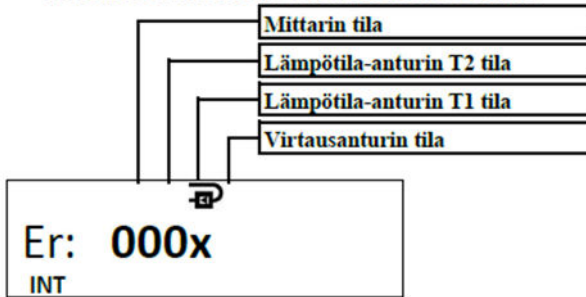 Mittarin tila
Lämpötila-anturin T2 tila
Lämpötila-anturin T1 tila
Virtausanturin tila
Er: 000x
INT